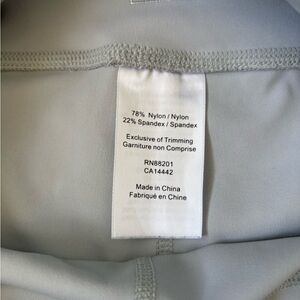 78% Nylon / Nylon
22% Spandex / Spandex
Exclusive of Trimming
Garniture non Comprise
RN88201
CA14442
Made in China
Fabriqué en Chine